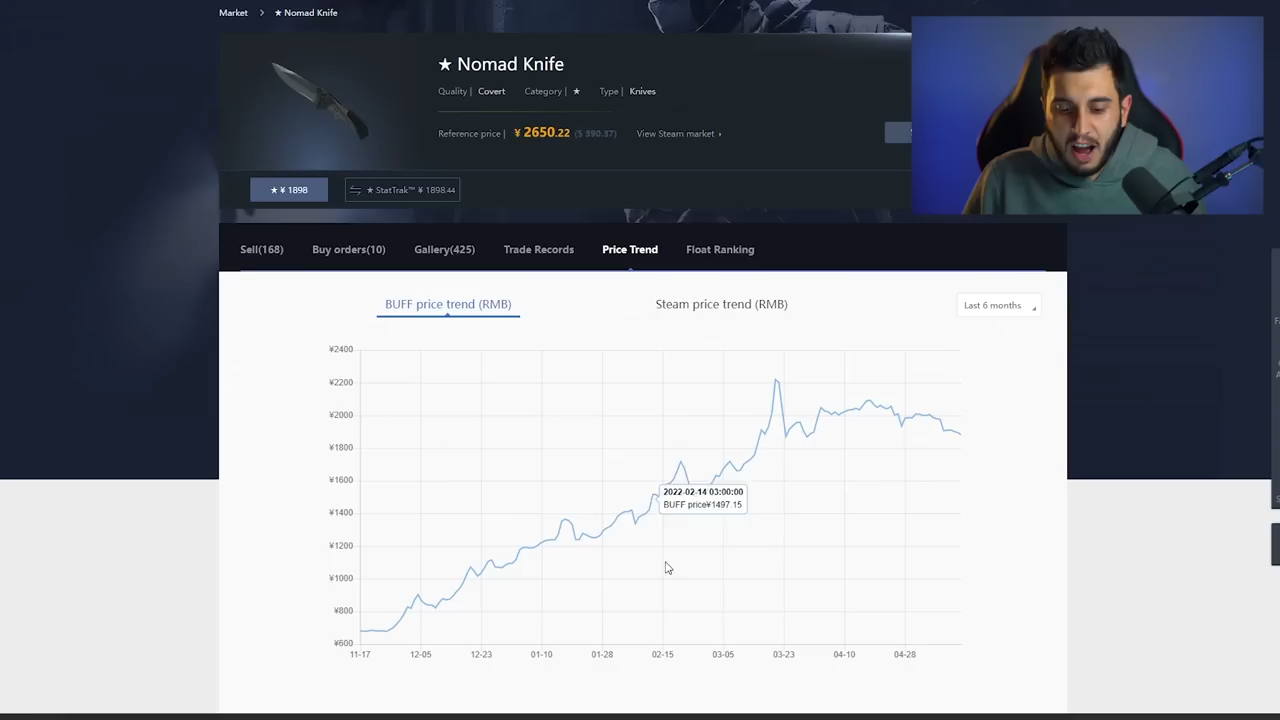 Market > ★ Nomad Knife
★ Nomad Knife
Quality | Covert Category | ★ Type | Knives
Reference price | ¥ 2650.22 ($ 390.37) View Steam market ›
★ ¥ 1898
★ StatTrak™ ¥ 1898.44
Sell(168) Buy orders(10) Gallery(425) Trade Records Price Trend Float Ranking
BUFF price trend (RMB) Steam price trend (RMB) Last 6 months
¥2400
¥2200
¥2000
¥1800
¥1600
2022-02-14 03:00:00
BUFF price¥1497.15
¥1400
¥1200
¥1000
¥800
¥600
11-17 12-05 12-23 01-10 01-28 02-15 03-05 03-23 04-10 04-28